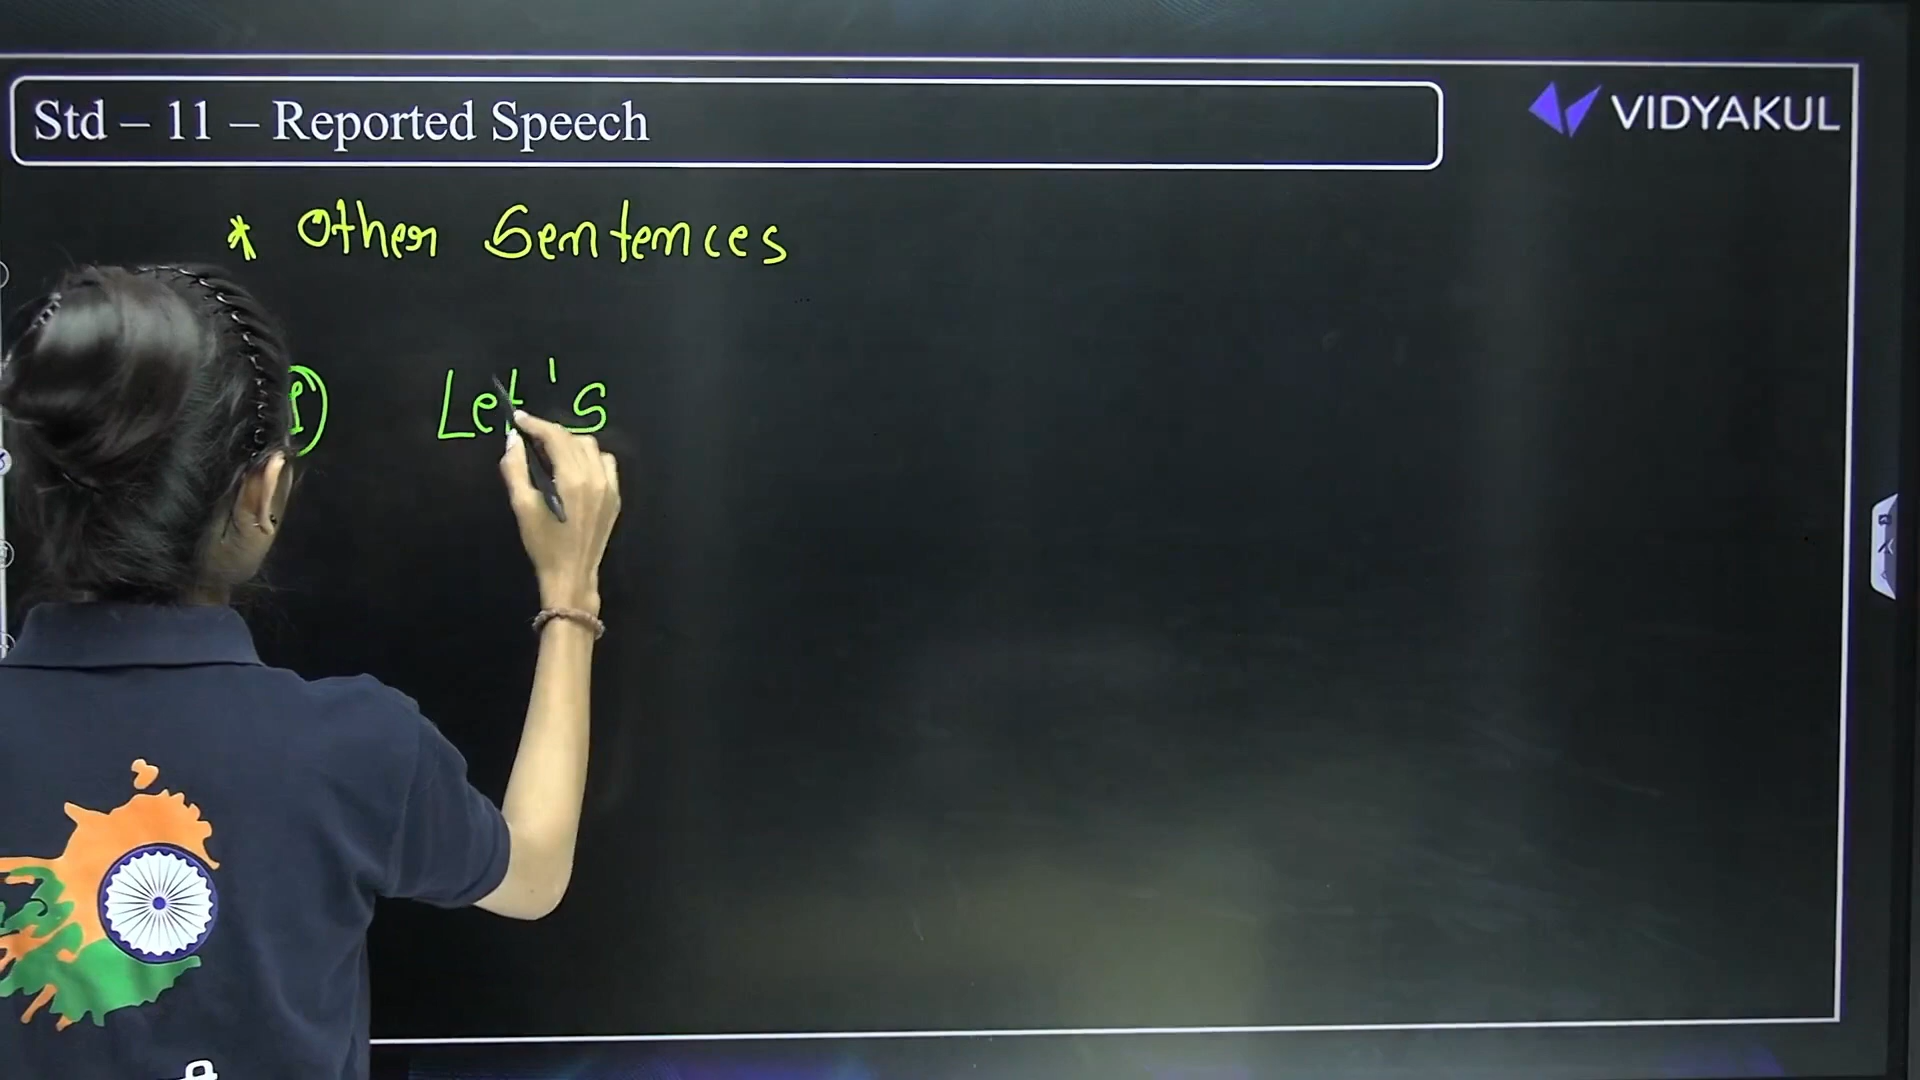 Std – 11 – Reported Speech
VIDYAKUL
* Other Sentences
Let's